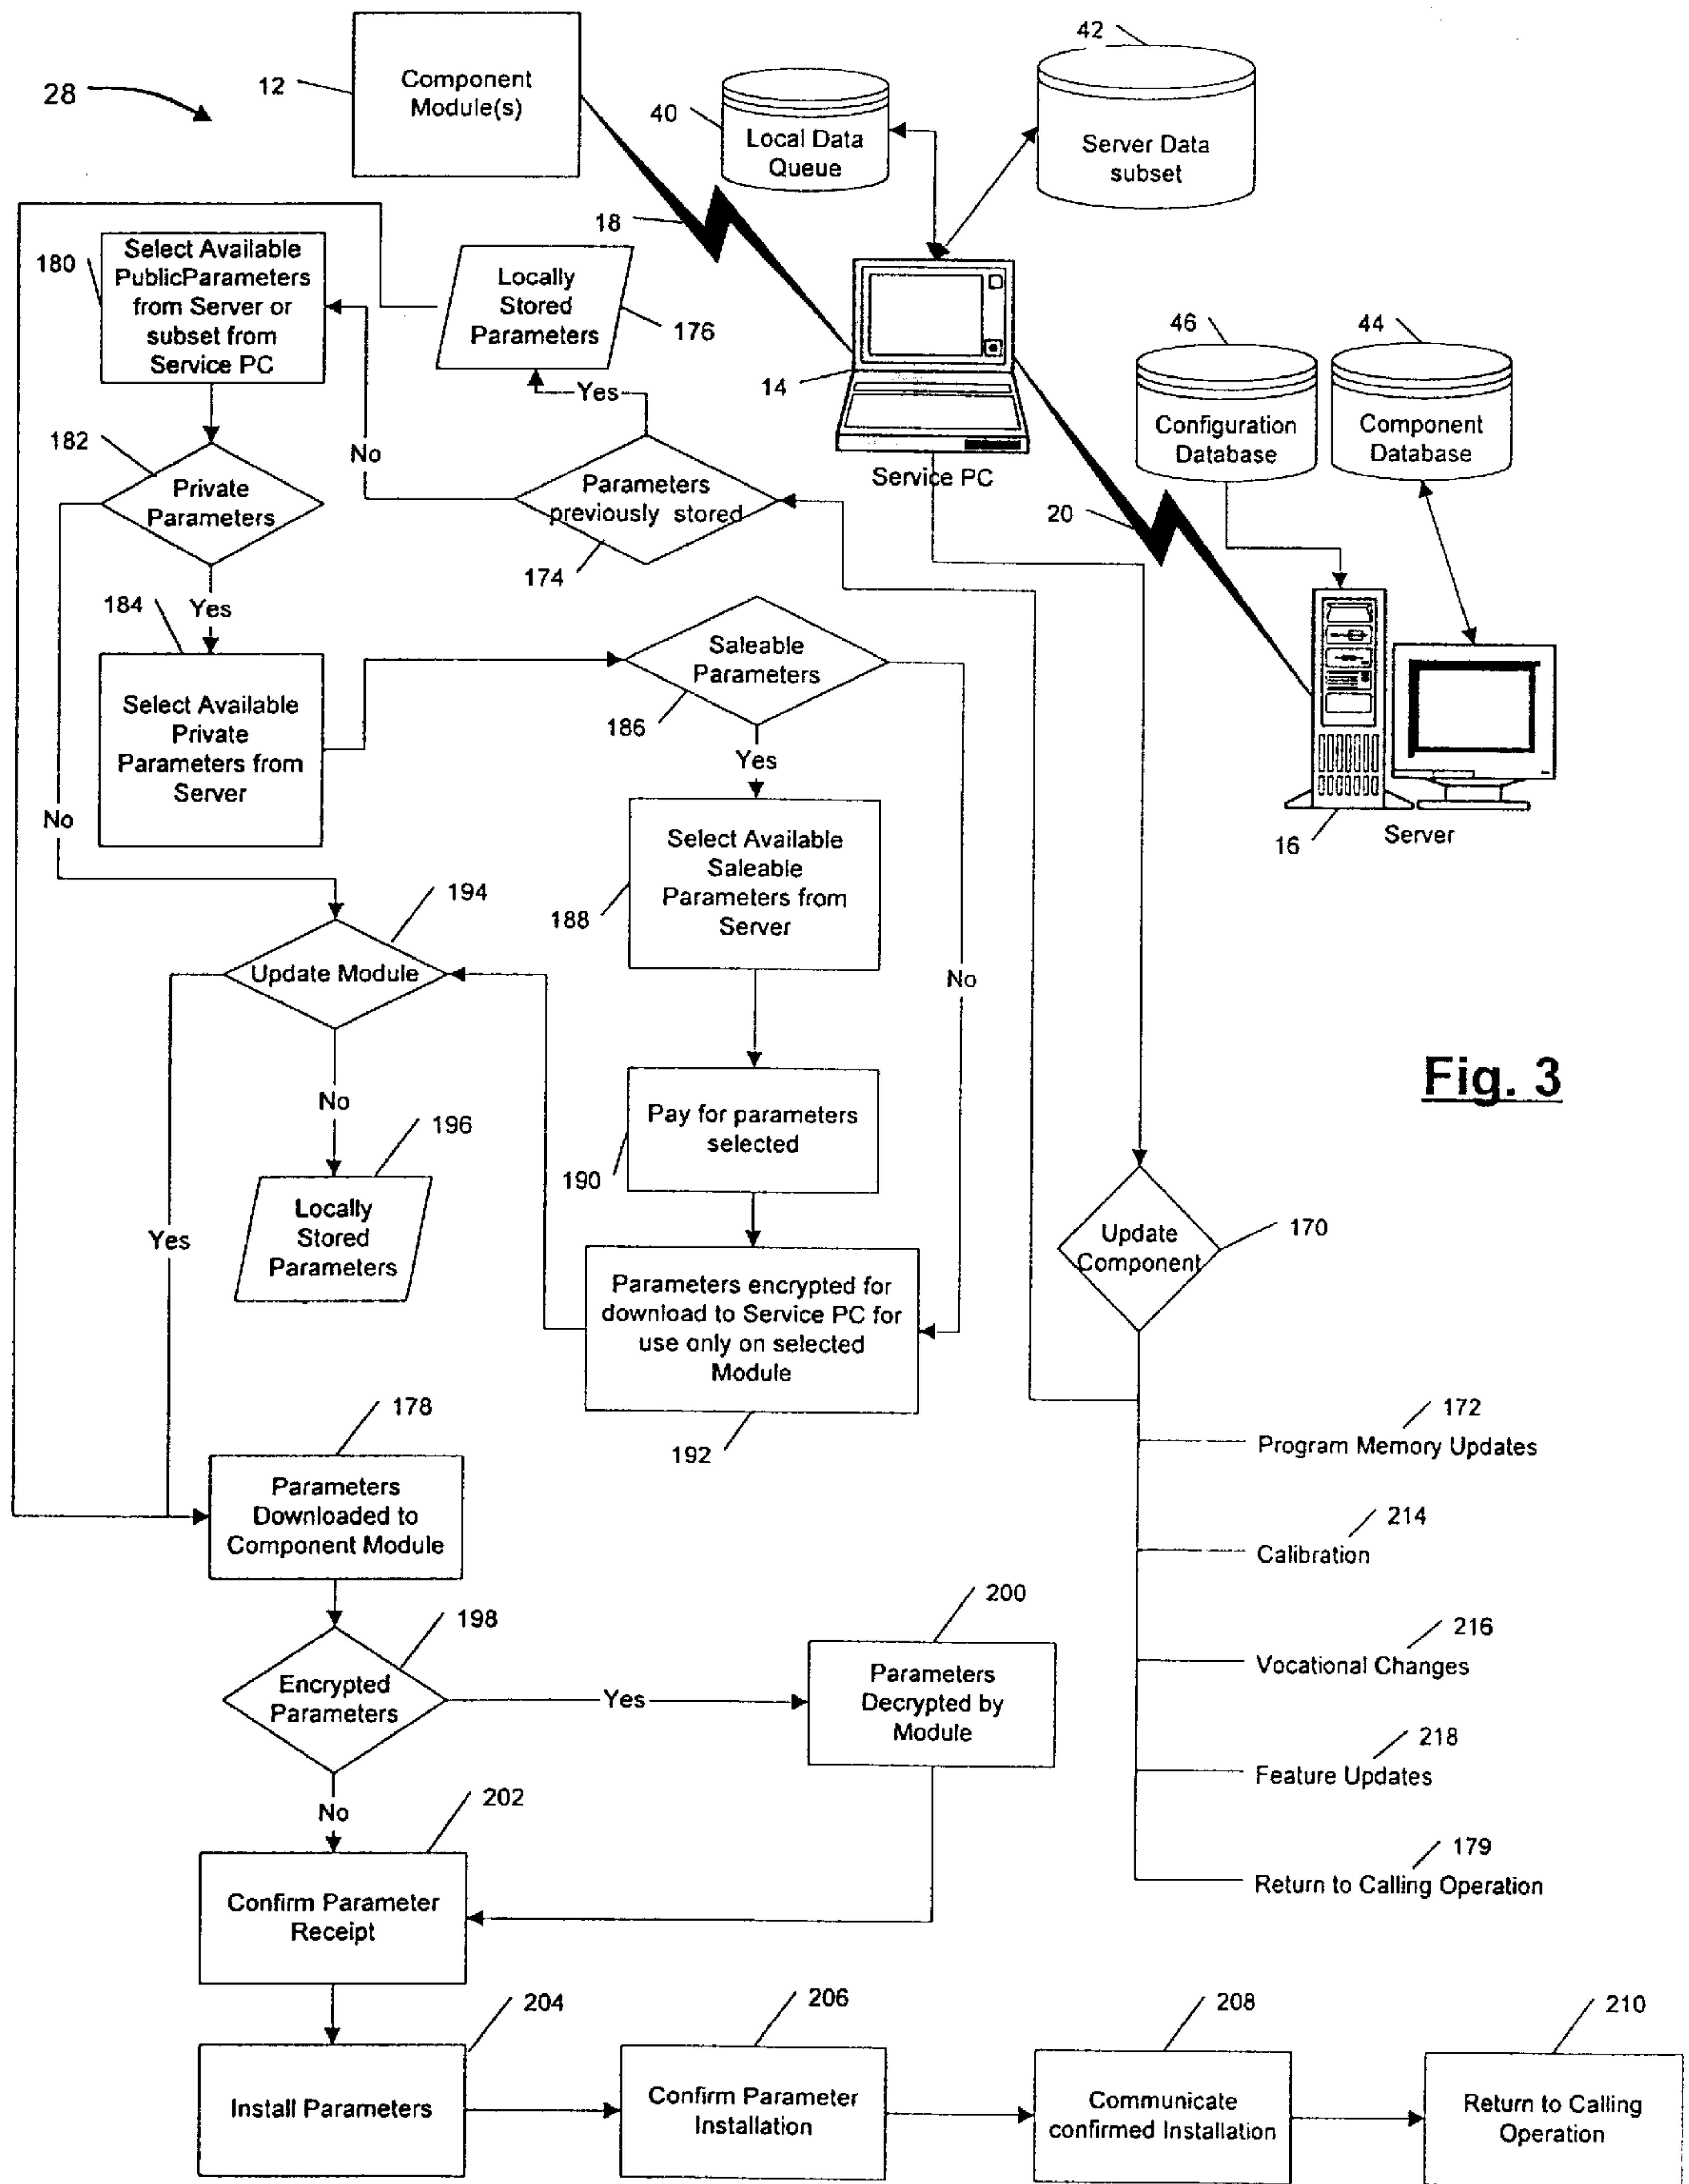 42
28
12
Component
Module(s)
40
Local Data
Queue
Server Data
subset
18
180
Select Available
PublicParameters
from Server or
subset from
Service PC
Locally
Stored
Parameters
176
14
Service PC
46
44
Configuration
Database
Component
Database
Yes
No
182
Private
Parameters
Parameters
previously stored
174
20
184
Yes
Select Available
Private
Parameters from
Server
Saleable
Parameters
186
Yes
No
16
Server
188
Select Available
Saleable
Parameters from
Server
194
Update Module
No
No
196
Locally
Stored
Parameters
Yes
190
Pay for parameters
selected
Fig. 3
Update
Component
170
Parameters encrypted for
download to Service PC for
use only on selected
Module
192
178
Parameters
Downloaded to
Component Module
172
Program Memory Updates
214
Calibration
216
Vocational Changes
218
Feature Updates
179
Return to Calling Operation
198
Encrypted
Parameters
Yes
200
Parameters
Decrypted by
Module
No
202
Confirm Parameter
Receipt
204
Install Parameters
206
Confirm Parameter
Installation
208
Communicate
confirmed Installation
210
Return to Calling
Operation